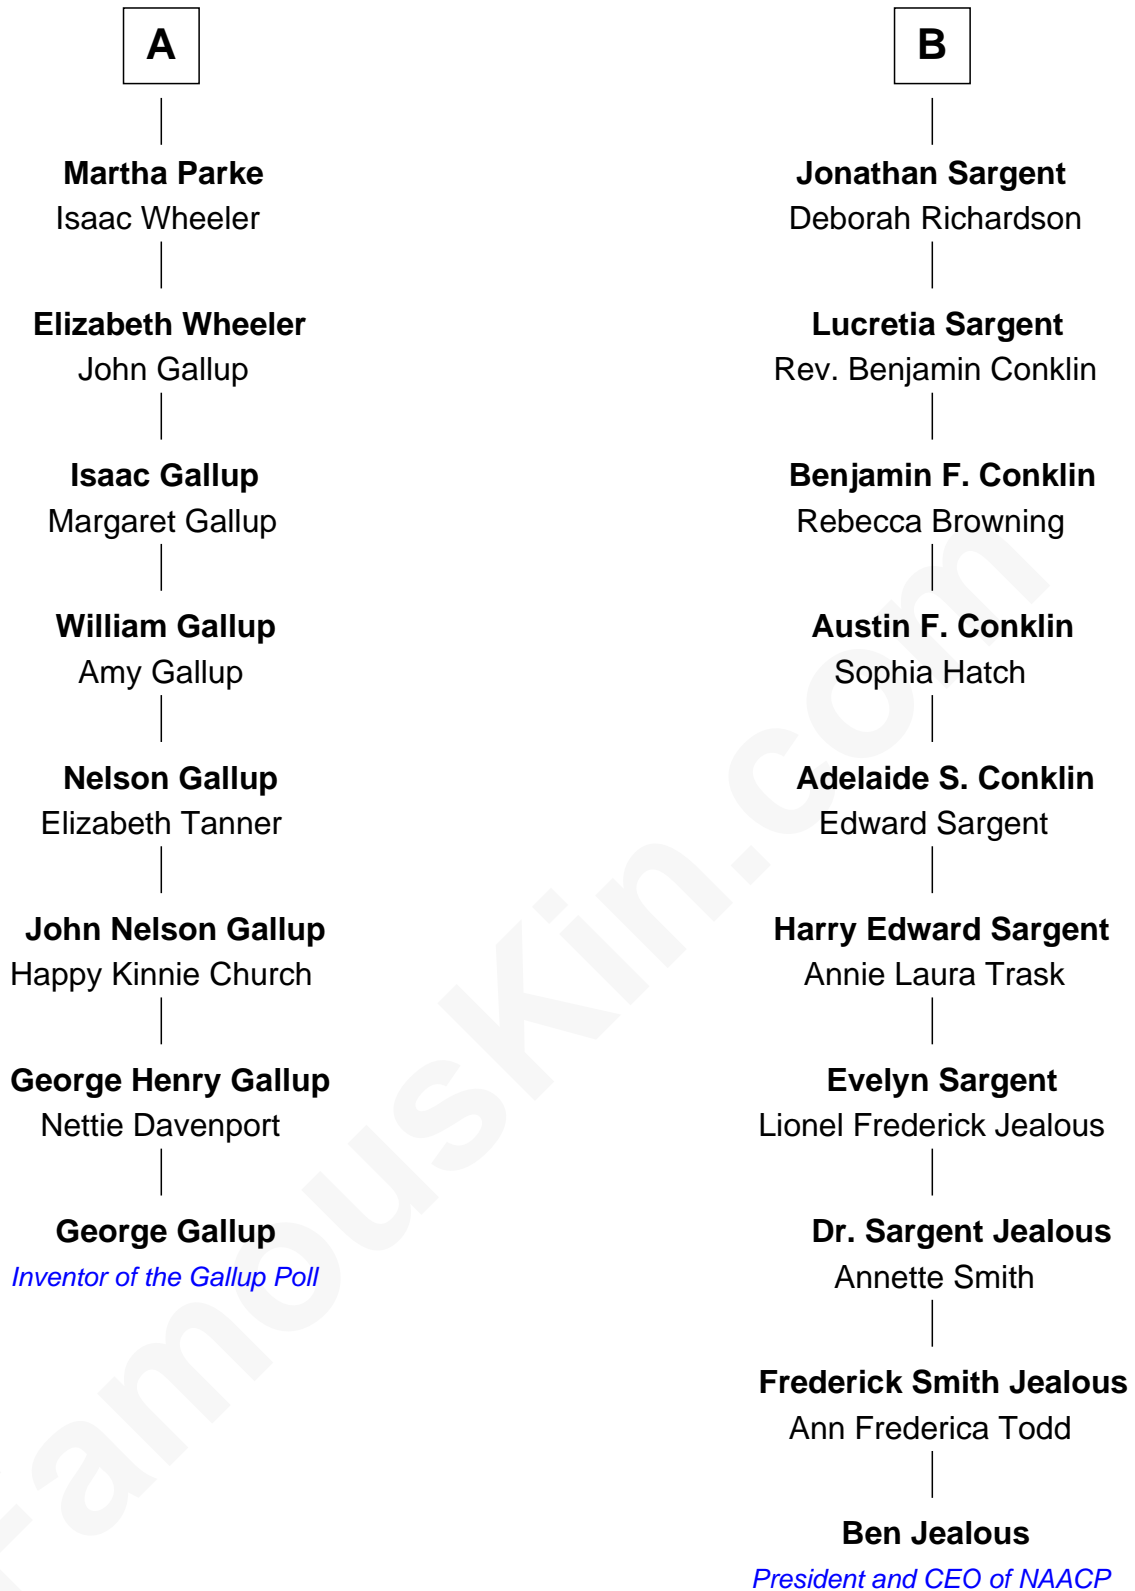 A
Martha Parke
Isaac Wheeler
Elizabeth Wheeler
John Gallup
Isaac Gallup
Margaret Gallup
William Gallup
Amy Gallup
Nelson Gallup
Elizabeth Tanner
John Nelson Gallup
Happy Kinnie Church
George Henry Gallup
Nettie Davenport
George Gallup
Inventor of the Gallup Poll
B
Jonathan Sargent
Deborah Richardson
Lucretia Sargent
Rev. Benjamin Conklin
Benjamin F. Conklin
Rebecca Browning
Austin F. Conklin
Sophia Hatch
Adelaide S. Conklin
Edward Sargent
Harry Edward Sargent
Annie Laura Trask
Evelyn Sargent
Lionel Frederick Jealous
Dr. Sargent Jealous
Annette Smith
Frederick Smith Jealous
Ann Frederica Todd
Ben Jealous
President and CEO of NAACP
FamousKin.com